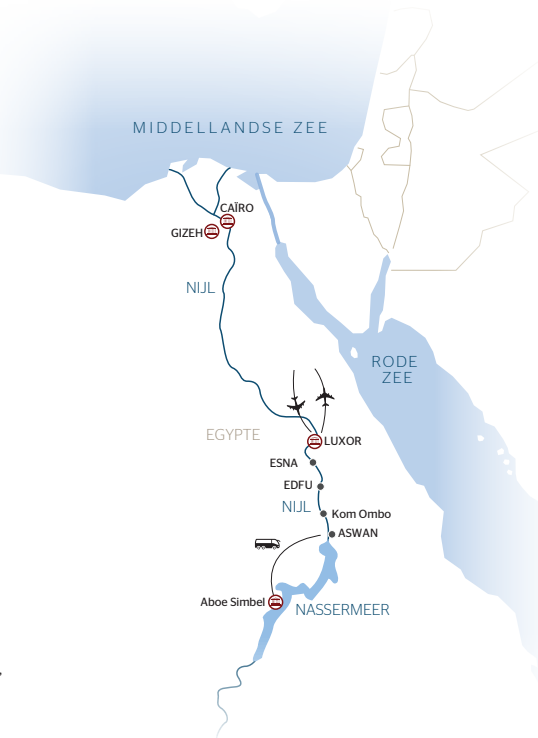 MIDDELLANDSE ZEE
CAÏRO
GIZEH
NIJL
RODE
ZEE
EGYPTE
LUXOR
ESNA
EDFU
NIJL
Kom Ombo
ASWAN
Aboe Simbel
NASSERMEER